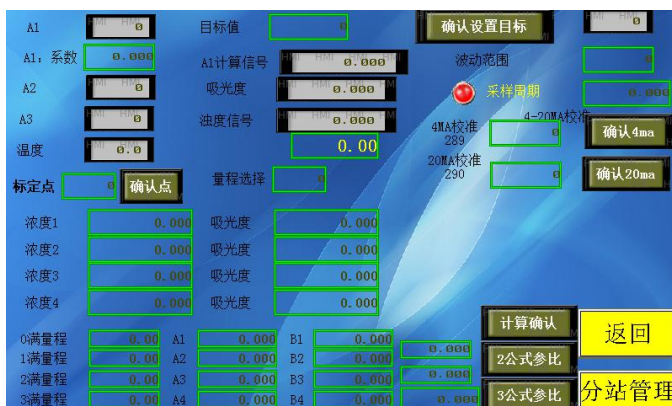 A1 0 目标值 0 确认设置目标 0
A1:系数 0.000 A1计算信号 0.000 波动范围 0
A2 0 吸光度 0.000 采样周期 0.000
A3 0 浊度信号 0.000 4MA校准 289 0 4-20MA校准 确认4ma
温度 0.0 0.00 20MA校准 290 0 确认20ma
标定点 0 确认点 量程选择 0
浓度1 0.000 吸光度 0.000
浓度2 0.000 吸光度 0.000
浓度3 0.000 吸光度 0.000
浓度4 0.000 吸光度 0.000
计算确认 返回
0满量程 0.00 A1 0.000 B1 0.000 0.000
1满量程 0.00 A2 0.000 B2 0.000 2公式参比
2满量程 0.00 A3 0.000 B3 0.000 0.000
3满量程 0.00 A4 0.000 B4 0.000 0.000 3公式参比 分站管理